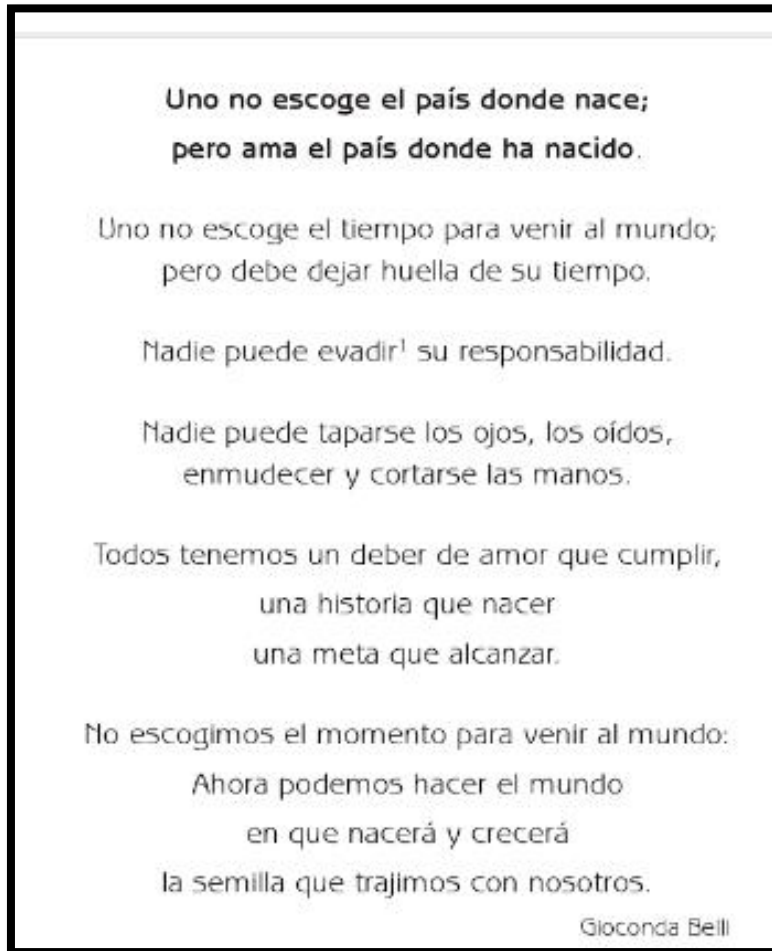 Uno no escoge el país donde nace;
pero ama el país donde ha nacido.
Uno no escoge el tiempo para venir al mundo;
pero debe dejar huella de su tiempo.
Nadie puede evadir¹ su responsabilidad.
Nadie puede taparse los ojos, los oídos,
enmudecer y cortarse las manos.
Todos tenemos un deber de amor que cumplir,
una historia que nacer
una meta que alcanzar.
No escogimos el momento para venir al mundo:
Ahora podemos hacer el mundo
en que nacerá y crecerá
la semilla que trajimos con nosotros.
Gioconda Belli